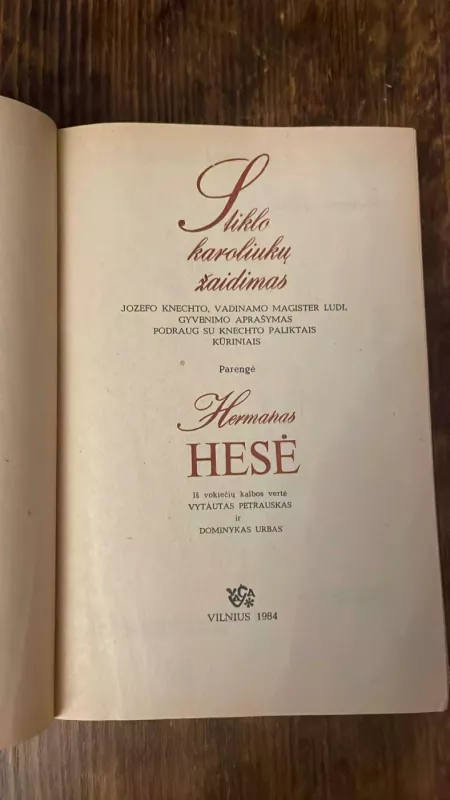 Stiklo
karoliukų
žaidimas
JOZEFO KNECHTO, VADINAMO MAGISTER LUDI,
GYVENIMO APRAŠYMAS
PODRAUG SU KNECHTO PALIKTAIS
KŪRINIAIS
Parengė
Hermanas
HESĖ
Iš vokiečių kalbos vertė
VYTAUTAS PETRAUSKAS
ir
DOMINYKAS URBAS
VILNIUS 1984